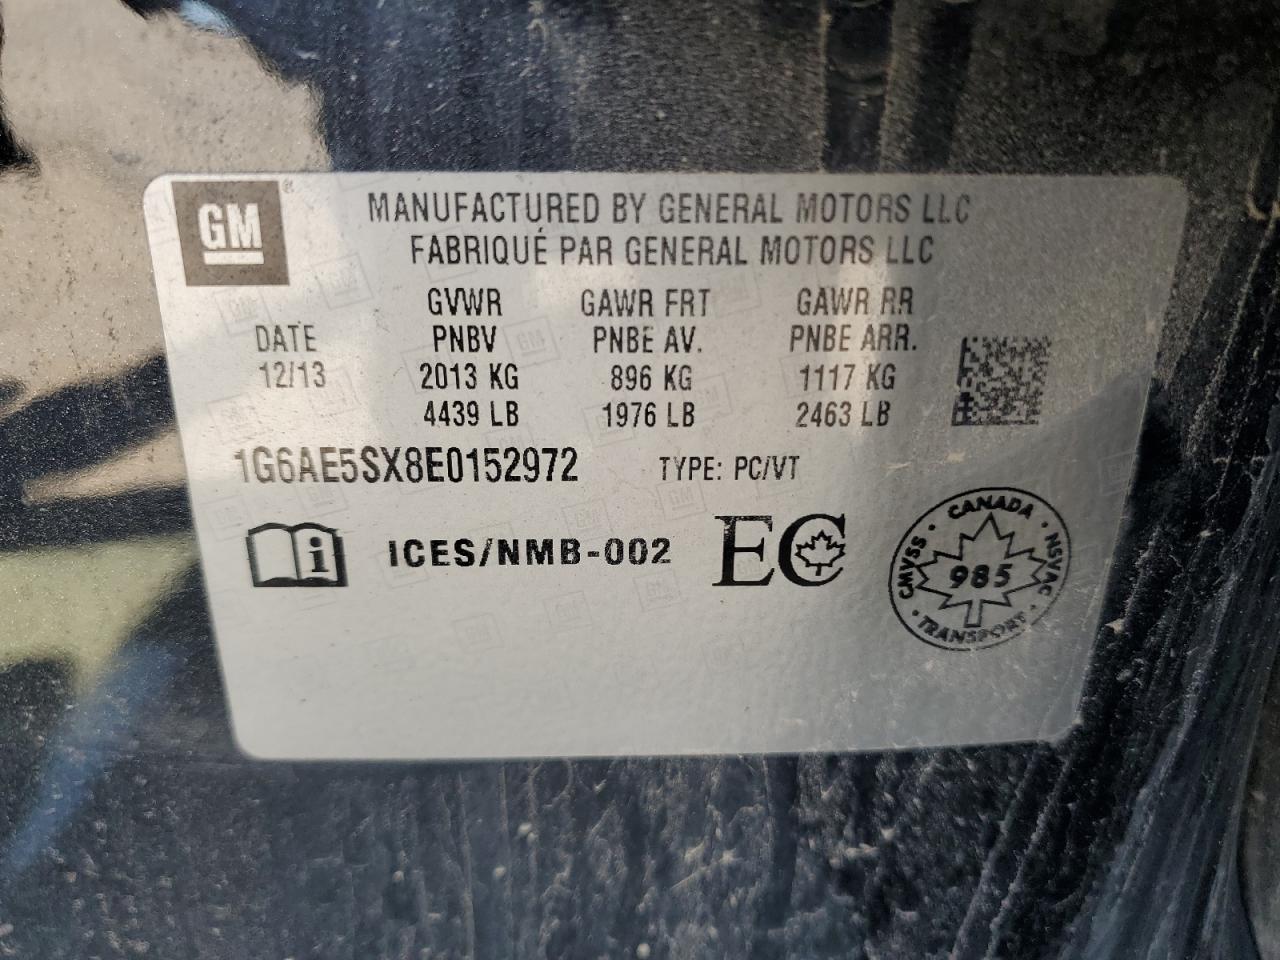 GM ®
MANUFACTURED BY GENERAL MOTORS LLC
FABRIQUÉ PAR GENERAL MOTORS LLC
GVWR GAWR FRT GAWR RR
DATE PNBV PNBE AV. PNBE ARR.
12/13 2013 KG 896 KG 1117 KG
4439 LB 1976 LB 2463 LB
1G6AE5SX8E0152972 TYPE: PC/VT
i ICES/NMB-002 EC
CANADA
CMVSS 985 NSVAC
TRANSPORT